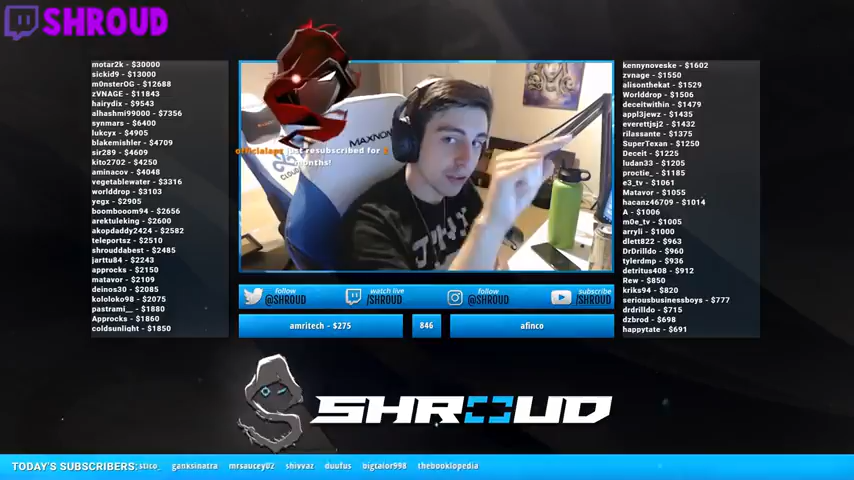 SHROUD
motar2k - $30000
sickid9 - $13000
m0nsterOG - $12688
zVNAGE - $11843
hairydix - $9543
alhashmi99000 - $7356
synmars - $6400
lukcyx - $4905
blakemishler - $4709
sir289 - $4609
kito2702 - $4250
aminacov - $4048
vegetablewater - $3316
worlddrop - $3103
yegx - $2905
boombooom94 - $2656
arektuleking - $2600
akopdaddy2424 - $2582
teleportsz - $2510
shrouddabest - $2485
jarttu84 - $2243
approcks - $2150
matavor - $2109
deinos30 - $2085
kololoko98 - $2075
pastrami__ - $1880
Approcks - $1860
coldsunlight - $1850
MAXNOM
CLOUD
just resubscribed for
months!
kennynoveske - $1602
zvnage - $1550
alisonthekat - $1529
Worlddrop - $1506
deceitwithin - $1479
appl3jewz - $1435
everettjsj2 - $1432
rilassante - $1375
SuperTexan - $1250
Deceit - $1225
ludan33 - $1205
proctie_ - $1185
e3_tv - $1061
Matavor - $1055
hacanz46709 - $1014
A - $1006
m0e_tv - $1005
arryli - $1000
dlett822 - $963
DrDrilldo - $960
tylerdmp - $936
detritus408 - $912
Rew - $850
kriks94 - $820
seriousbusinessboys - $777
drdrilldo - $715
dzbrod - $698
happytate - $691
follow @SHROUD
watch live /SHROUD
follow @SHROUD
subscribe /SHROUD
amritech - $275
846
afinco
SHROUD
TODAY'S SUBSCRIBERS: stico_ ganksinatra mrsaucey02 shivvaz duufus bigtalor998 thebooklopedia